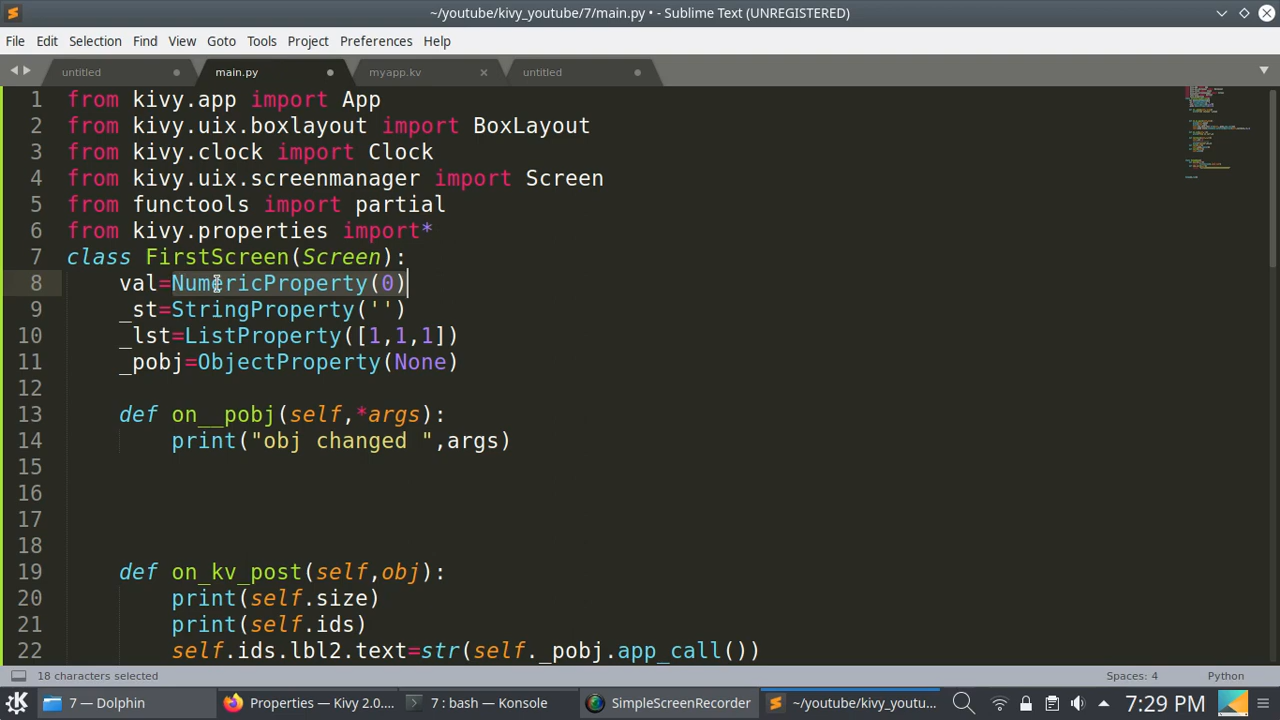 ~/youtube/kivy_youtube/7/main.py • - Sublime Text (UNREGISTERED)
File Edit Selection Find View Goto Tools Project Preferences Help
untitled main.py myapp.kv untitled
1 from kivy.app import App
2 from kivy.uix.boxlayout import BoxLayout
3 from kivy.clock import Clock
4 from kivy.uix.screenmanager import Screen
5 from functools import partial
6 from kivy.properties import*
7 class FirstScreen(Screen):
8 val=NumericProperty(0)
9 _st=StringProperty('')
10 _lst=ListProperty([1,1,1])
11 _pobj=ObjectProperty(None)
12
13 def on__pobj(self,*args):
14 print("obj changed ",args)
15
16
17
18
19 def on_kv_post(self,obj):
20 print(self.size)
21 print(self.ids)
22 self.ids.lbl2.text=str(self._pobj.app_call())
18 characters selected Spaces: 4 Python
7 — Dolphin Properties — Kivy 2.0.... 7 : bash — Konsole SimpleScreenRecorder ~/youtube/kivy_youtu... 7:29 PM